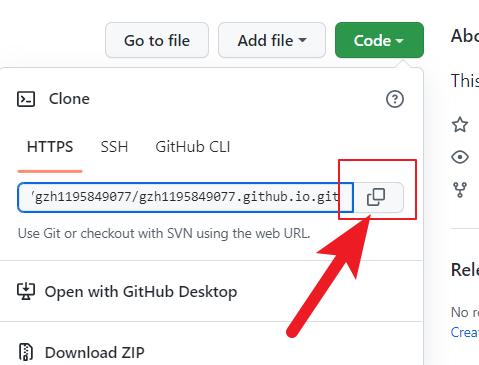 Go to file
Add file
Code
Clone
HTTPS
SSH
GitHub CLI
gzh1195849077/gzh1195849077.github.io.git
Use Git or checkout with SVN using the web URL.
Open with GitHub Desktop
Download ZIP
Abo
This
Rele
No re
Creat